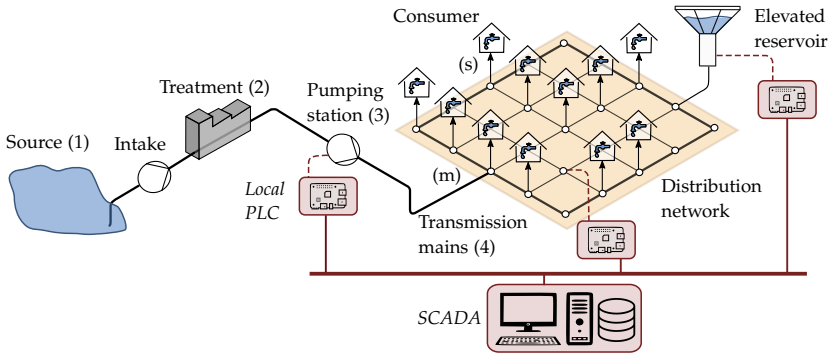 Consumer
Elevated
reservoir
(s)
Treatment (2)
Pumping
station (3)
Source (1)
Intake
(m)
Local
PLC
Transmission
mains (4)
Distribution
network
SCADA